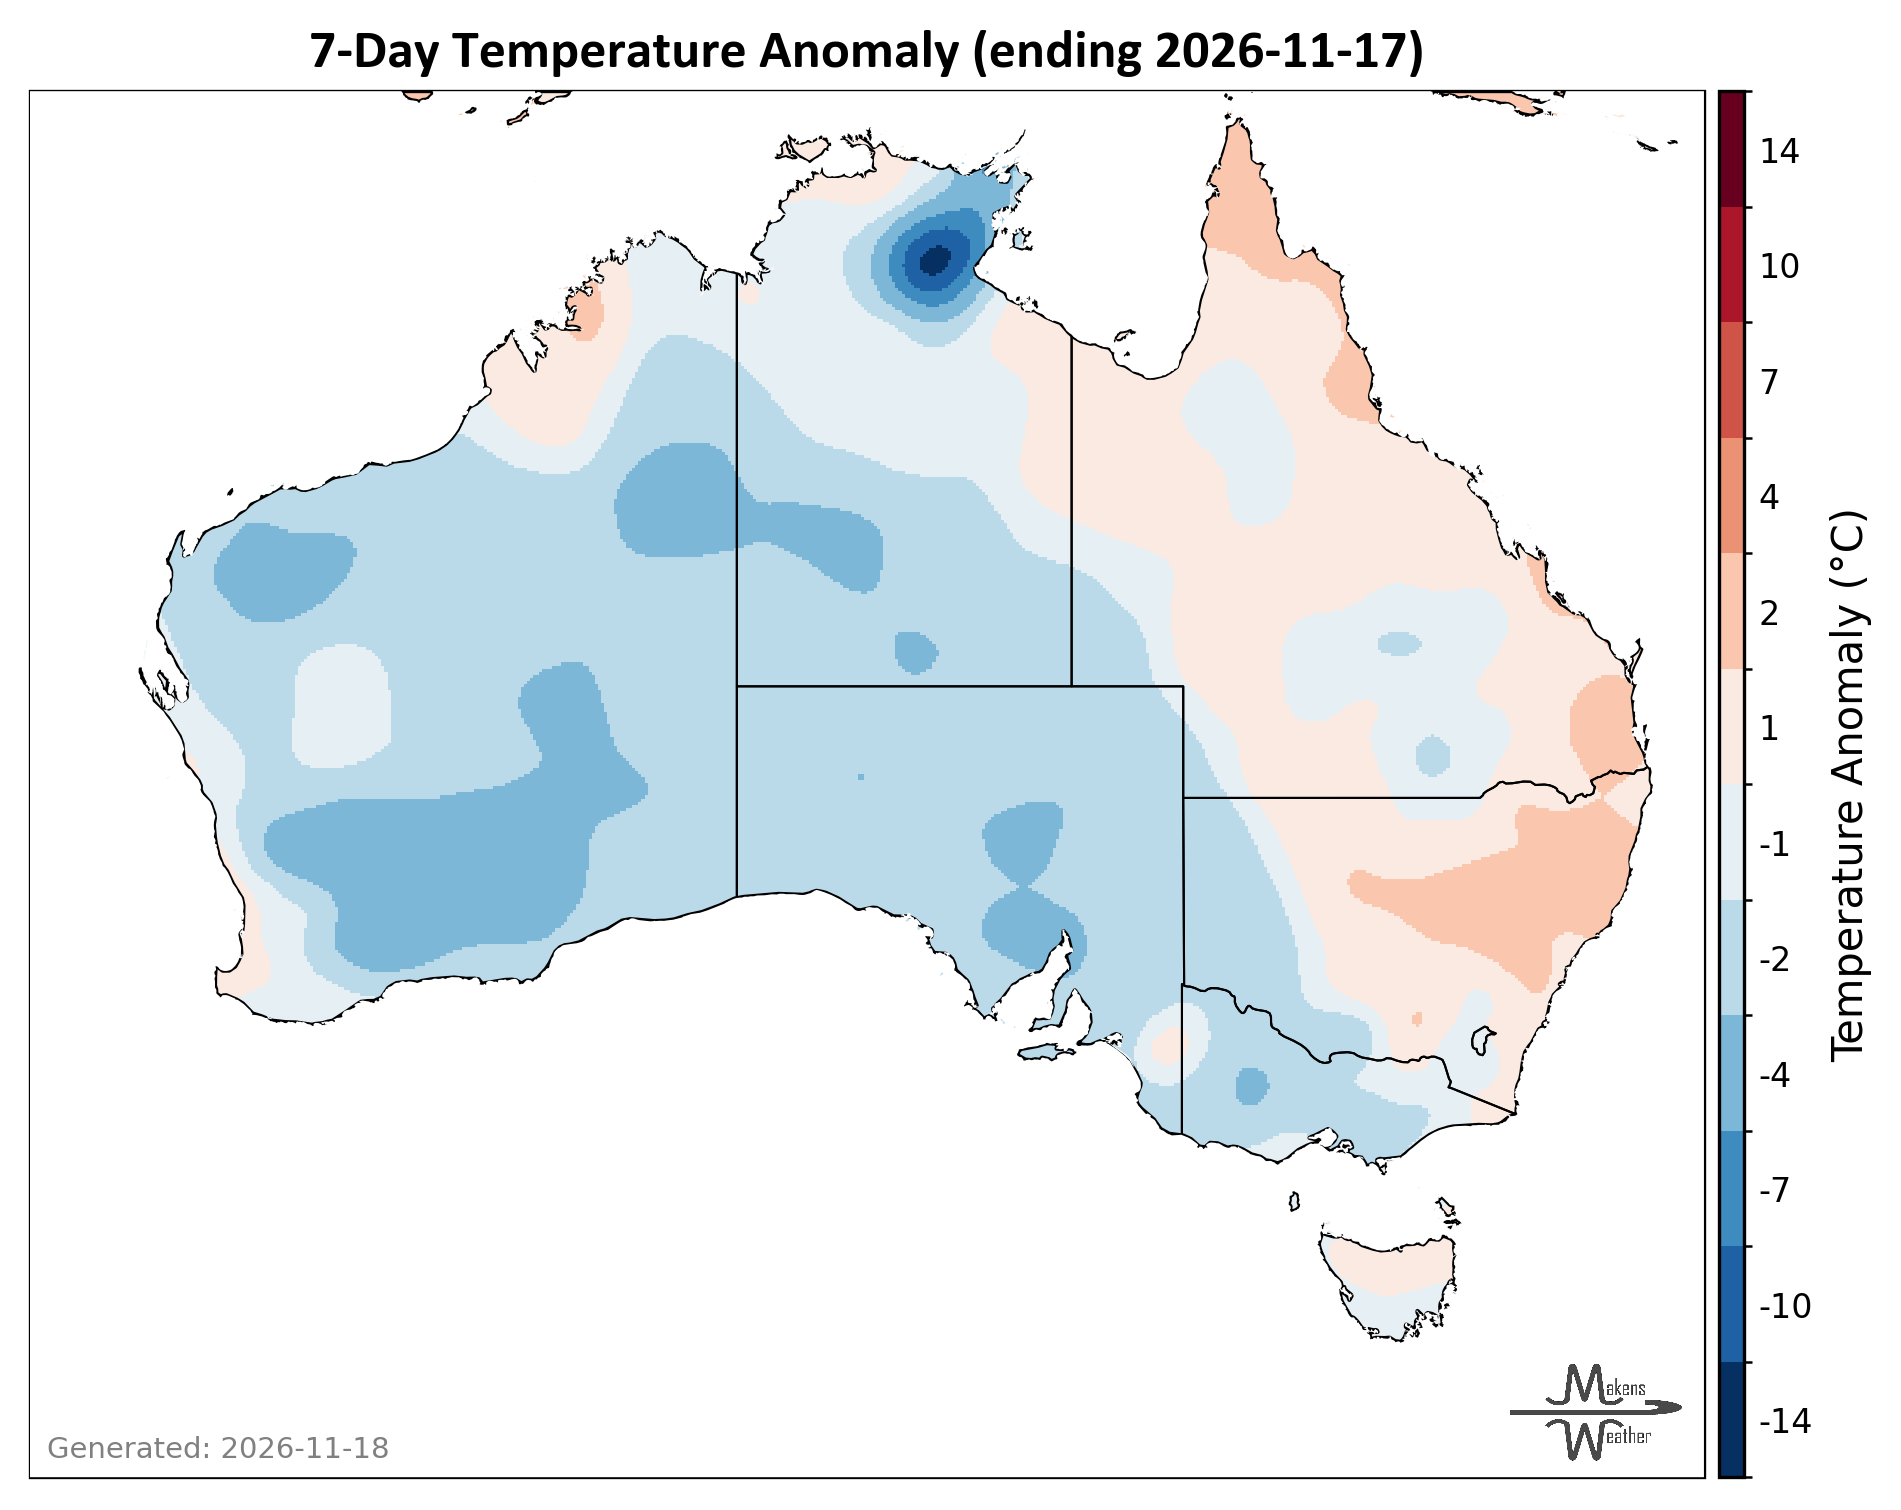 7-Day Temperature Anomaly (ending 2026-11-17)
14
10
7
4
2
1
-1
-2
-4
-7
-10
-14
Temperature Anomaly (°C)
Makens
Weather
Generated: 2026-11-18